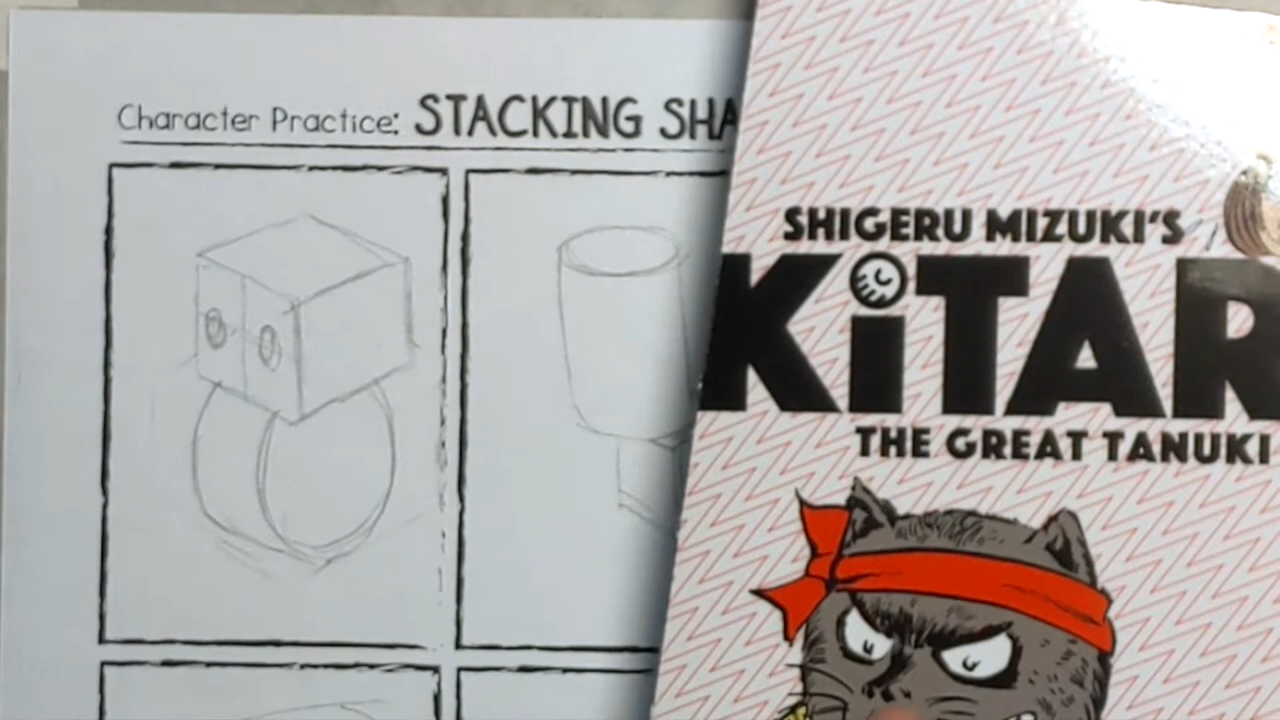 Character Practice: STACKING SHA
SHIGERU MIZUKI'S
KiTAR
THE GREAT TANUKI